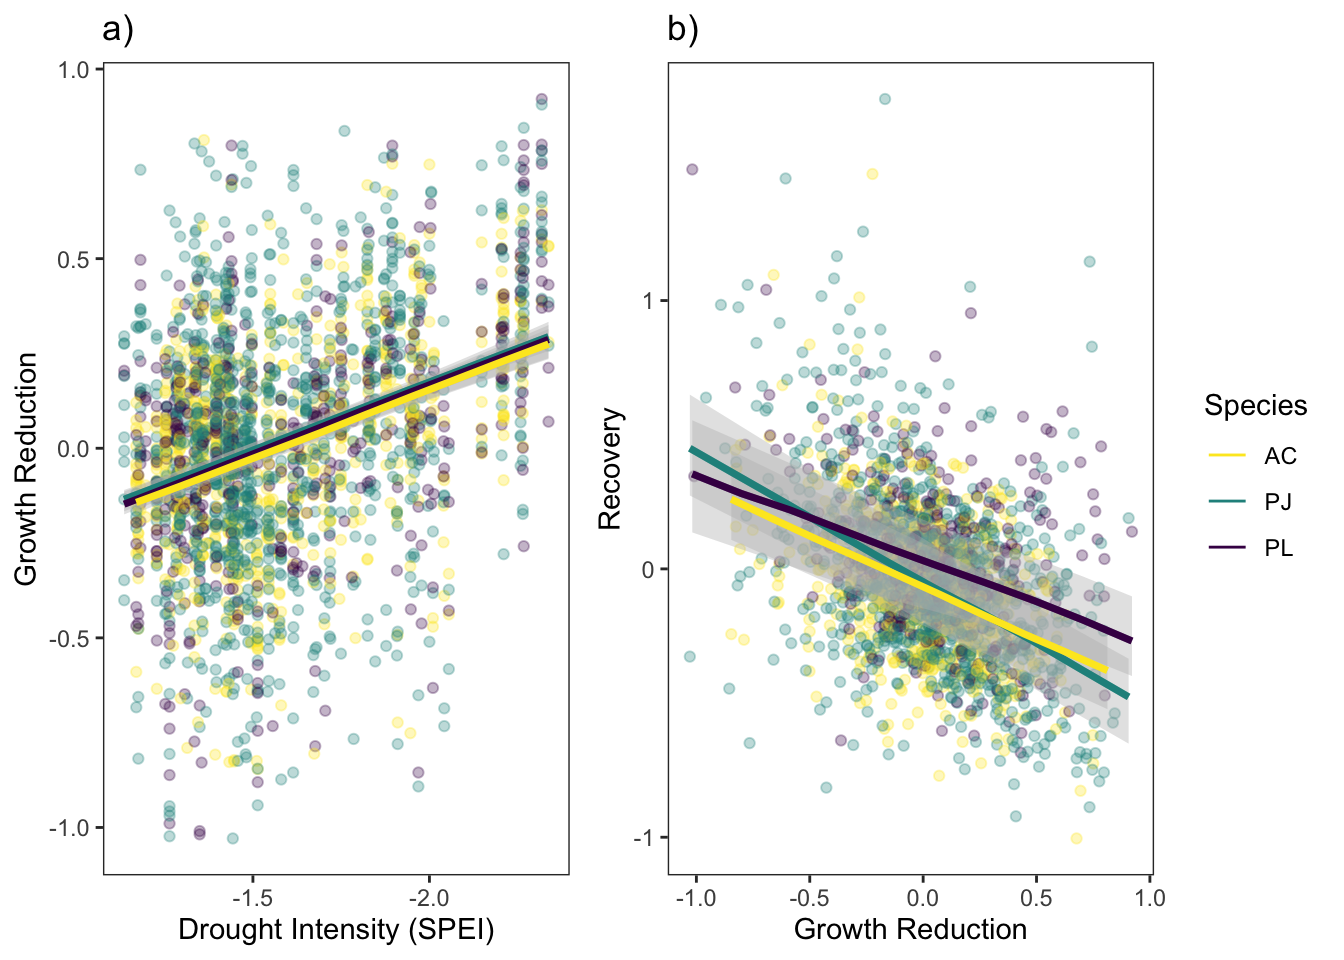 a)
1.0
0.5
0.0
-0.5
-1.0
Growth Reduction
-1.5
-2.0
Drought Intensity (SPEI)
b)
1
0
-1
Recovery
-1.0
-0.5
0.0
0.5
1.0
Growth Reduction
Species
AC
PJ
PL